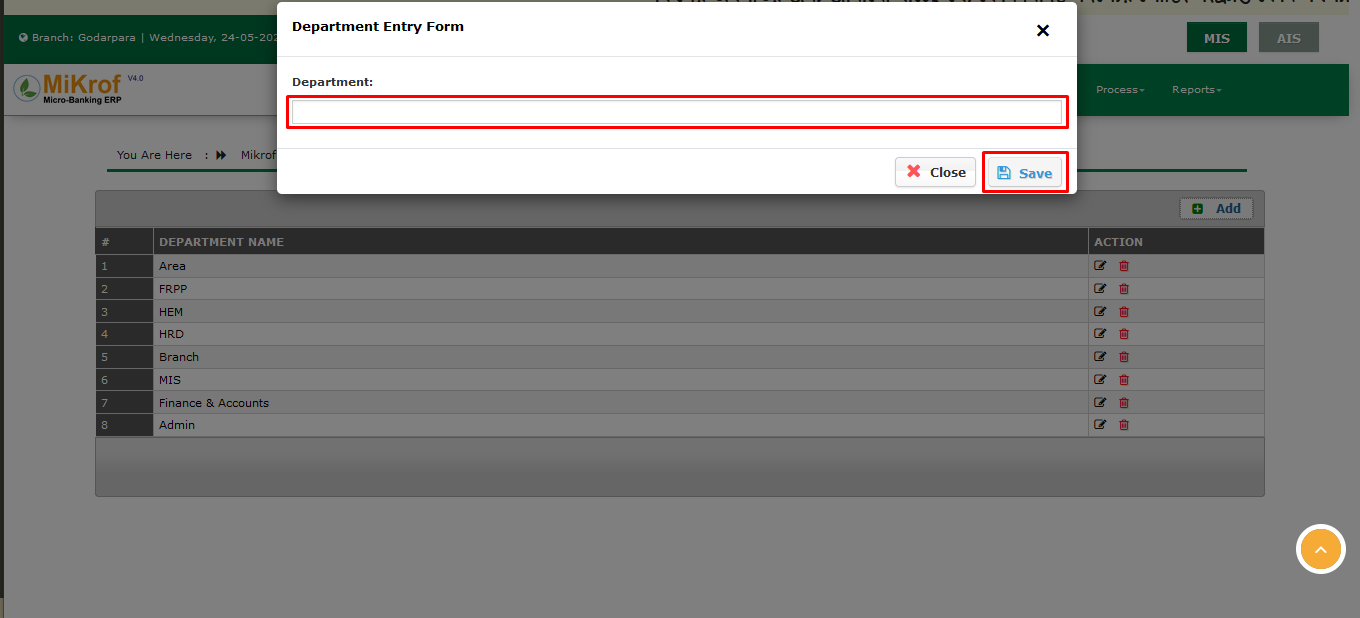 Department Entry Form
Branch: Godarpara | Wednesday, 24-05-202
MIS
AIS
MiKrof V4.0
Micro-Banking ERP
Department:
Process
Reports
You Are Here : Mikrof
Close
Save
Add
# DEPARTMENT NAME ACTION
1 Area
2 FRPP
3 HEM
4 HRD
5 Branch
6 MIS
7 Finance & Accounts
8 Admin